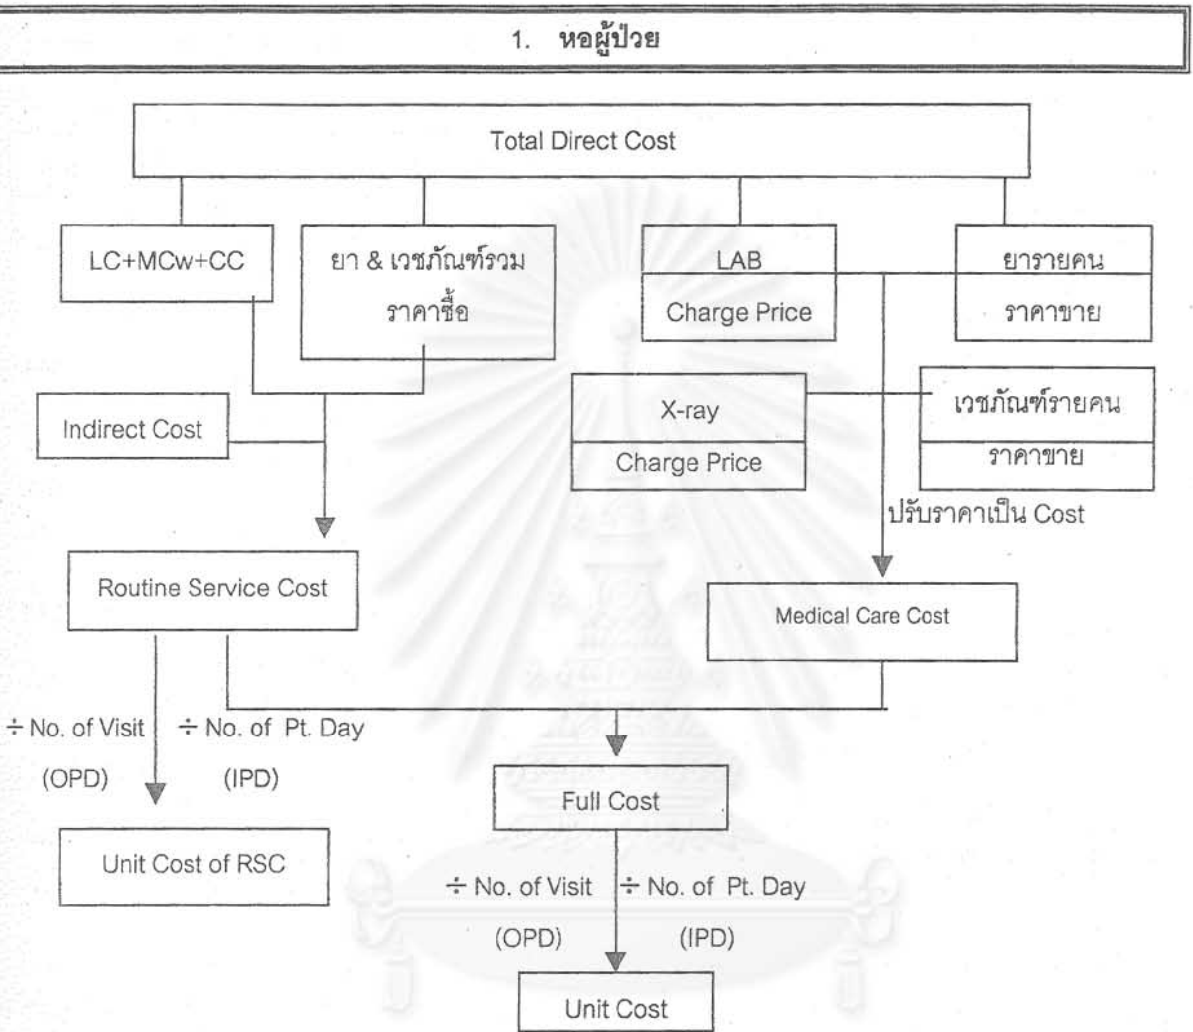 1. หอผู้ป่วย
Total Direct Cost
LC+MCw+CC
ยา & เวชภัณฑ์รวม
ราคาซื้อ
LAB
Charge Price
ยารายคน
ราคาขาย
X-ray
Charge Price
เวชภัณฑ์รายคน
ราคาขาย
Indirect Cost
ปรับราคาเป็น Cost
Routine Service Cost
Medical Care Cost
÷ No. of Visit ÷ No. of Pt. Day
(OPD) (IPD)
Full Cost
Unit Cost of RSC
÷ No. of Visit ÷ No. of Pt. Day
(OPD) (IPD)
Unit Cost